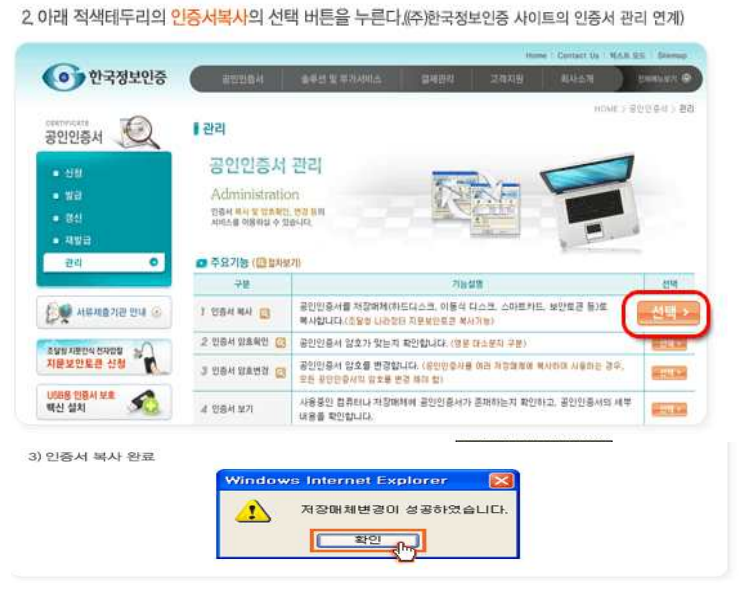 2. 아래 적색테두리의 인증서복사의 선택 버튼을 누른다.((주)한국정보인증 사이트의 인증서 관리 연계)
Home Contact Us 텍스트 모드 Sitemap
한국정보인증
공인인증서 솔루션 및 부가서비스 결제관리 고객지원 회사소개 전체메뉴보기
HOME > 공인인증서 > 관리
CERTIFICATE
공인인증서
신청
발급
갱신
재발급
관리
서류제출기관 안내
조달청 지문인식 전자입찰
지문보안토큰 신청
USB용 인증서 보호
백신 설치
관리
공인인증서 관리
Administration
인증서 복사 및 암호확인, 변경 등의
서비스를 이용하실 수 있습니다.
주요기능 (절차보기)
구분 기능설명 선택
1 인증서 복사 공인인증서를 저장매체(하드디스크, 이동식 디스크, 스마트카드, 보안토큰 등)로
복사합니다.(조달청 나라장터 지문보안토큰 복사가능) 선택
2 인증서 암호확인 공인인증서 암호가 맞는지 확인합니다. (영문 대소문자 구분) 선택
3 인증서 암호변경 공인인증서 암호를 변경합니다. (공인인증서를 여러 저장매체에 복사하여 사용하는 경우,
모든 공인인증서의 암호를 변경 해야 함) 선택
4 인증서 보기 사용중인 컴퓨터나 저장매체에 공인인증서가 존재하는지 확인하고, 공인인증서의 세부
내용을 확인합니다. 선택
3) 인증서 복사 완료
Windows Internet Explorer
저장매체변경이 성공하였습니다.
확인